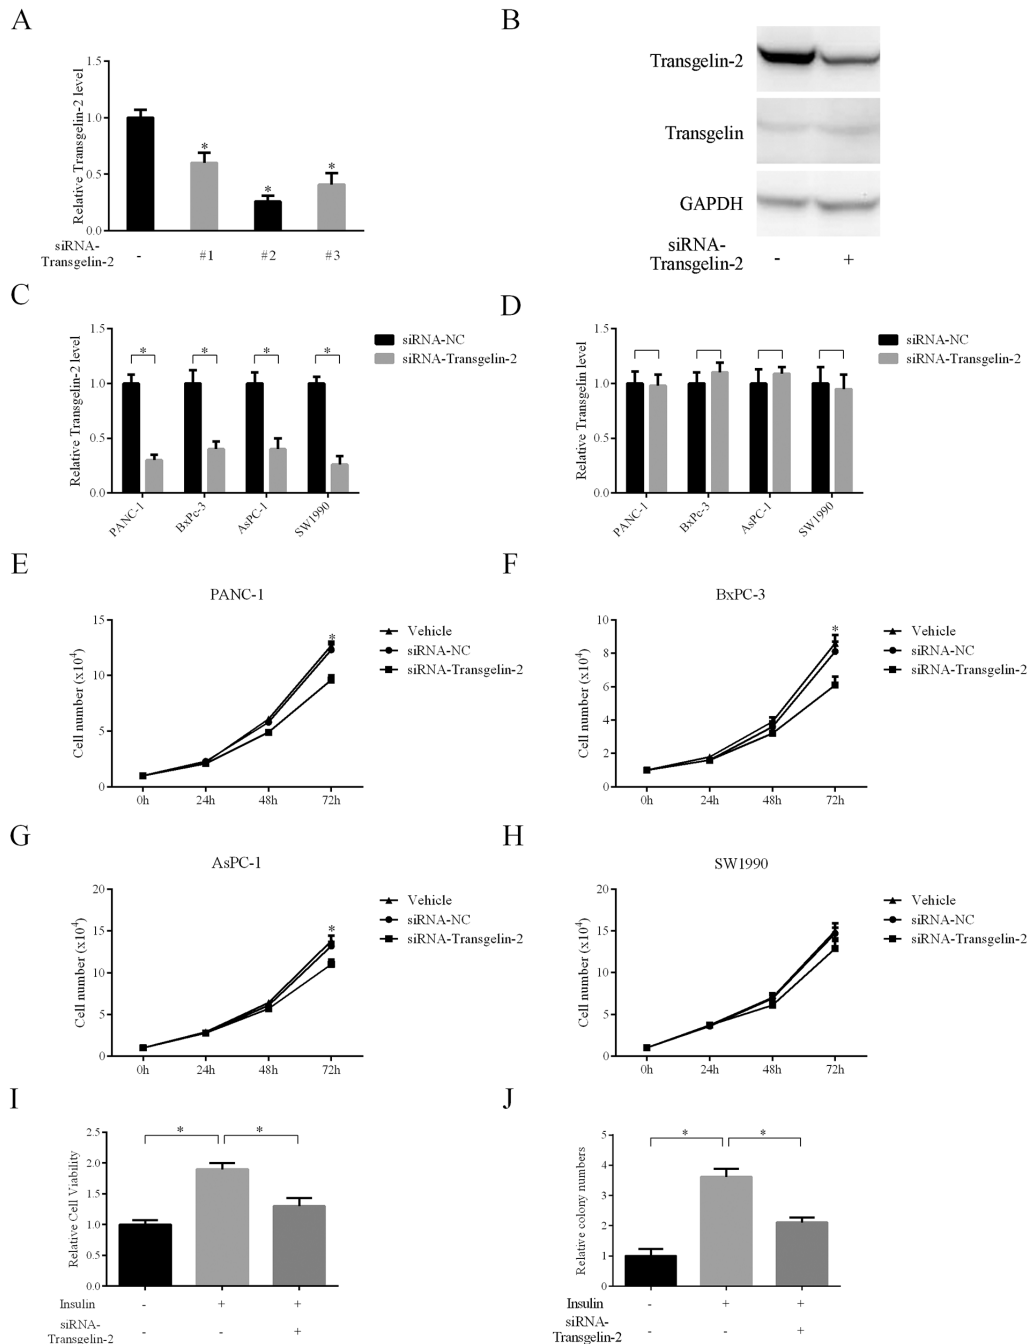 A
1.5
1.0
0.5
0.0
Relative Transgelin-2 level
*
*
*
siRNA-
Transgelin-2
- #1 #2 #3
B
Transgelin-2
Transgelin
GAPDH
siRNA-
Transgelin-2
- +
C
1.5
1.0
0.5
0.0
Relative Transgelin-2 level
* * * *
PANC-1
BxPc-3
AsPC-1
SW1990
siRNA-NC
siRNA-Transgelin-2
D
1.5
1.0
0.5
0.0
Relative Transgelin level
PANC-1
BxPc-3
AsPC-1
SW1990
siRNA-NC
siRNA-Transgelin-2
E
PANC-1
15
10
5
0
Cell number (x10⁴)
*
0h 24h 48h 72h
Vehicle
siRNA-NC
siRNA-Transgelin-2
F
BxPC-3
10
8
6
4
2
0
Cell number (x10⁴)
*
0h 24h 48h 72h
Vehicle
siRNA-NC
siRNA-Transgelin-2
G
AsPC-1
20
15
10
5
0
Cell number (x10⁴)
*
0h 24h 48h 72h
Vehicle
siRNA-NC
siRNA-Transgelin-2
H
SW1990
20
15
10
5
0
Cell number (x10⁴)
0h 24h 48h 72h
Vehicle
siRNA-NC
siRNA-Transgelin-2
I
2.5
2.0
1.5
1.0
0.5
0.0
Relative Cell Viability
* *
Insulin - + +
siRNA-
Transgelin-2 - - +
J
5
4
3
2
1
0
Relative colony numbers
* *
Insulin - + +
siRNA-
Transgelin-2 - - +